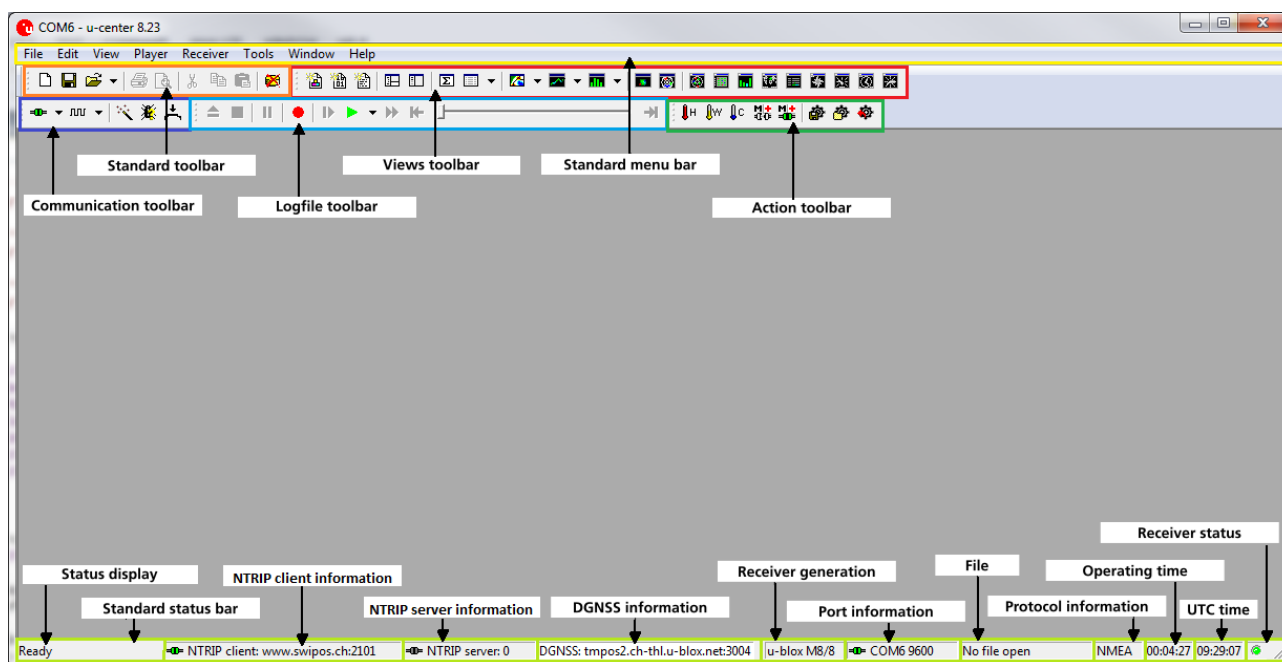 COM6 - u-center 8.23
File Edit View Player Receiver Tools Window Help
Standard toolbar
Views toolbar
Standard menu bar
Communication toolbar
Logfile toolbar
Action toolbar
Receiver status
Status display
NTRIP client information
Receiver generation
File
Operating time
Standard status bar
NTRIP server information
DGNSS information
Port information
Protocol information
UTC time
Ready
NTRIP client: www.swipos.ch:2101
NTRIP server: 0
DGNSS: tmpos2.ch-thl.u-blox.net:3004
u-blox M8/8
COM6 9600
No file open
NMEA
00:04:27
09:29:07